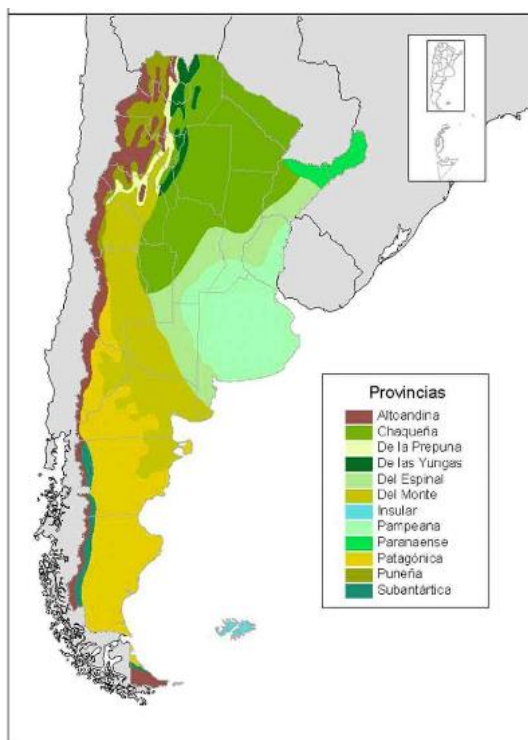 Provincias
Altoandina
Chaqueña
De la Prepuna
De las Yungas
Del Espinal
Del Monte
Insular
Pampeana
Paranaense
Patagónica
Puneña
Subantártica